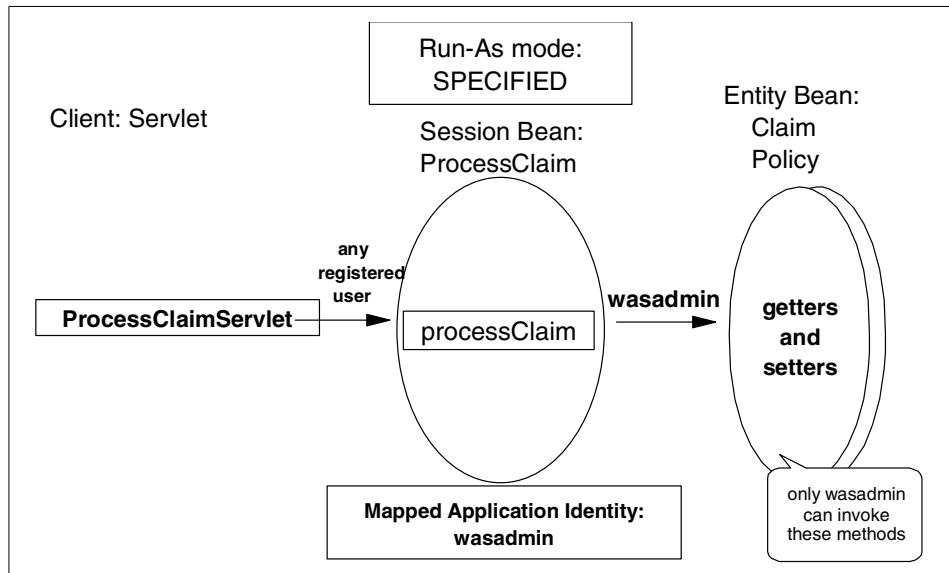 Run-As mode:
SPECIFIED
Client: Servlet
Session Bean:
ProcessClaim
Entity Bean:
Claim
Policy
any
registered
user
ProcessClaimServlet
processClaim
wasadmin
getters
and
setters
Mapped Application Identity:
wasadmin
only wasadmin
can invoke
these methods